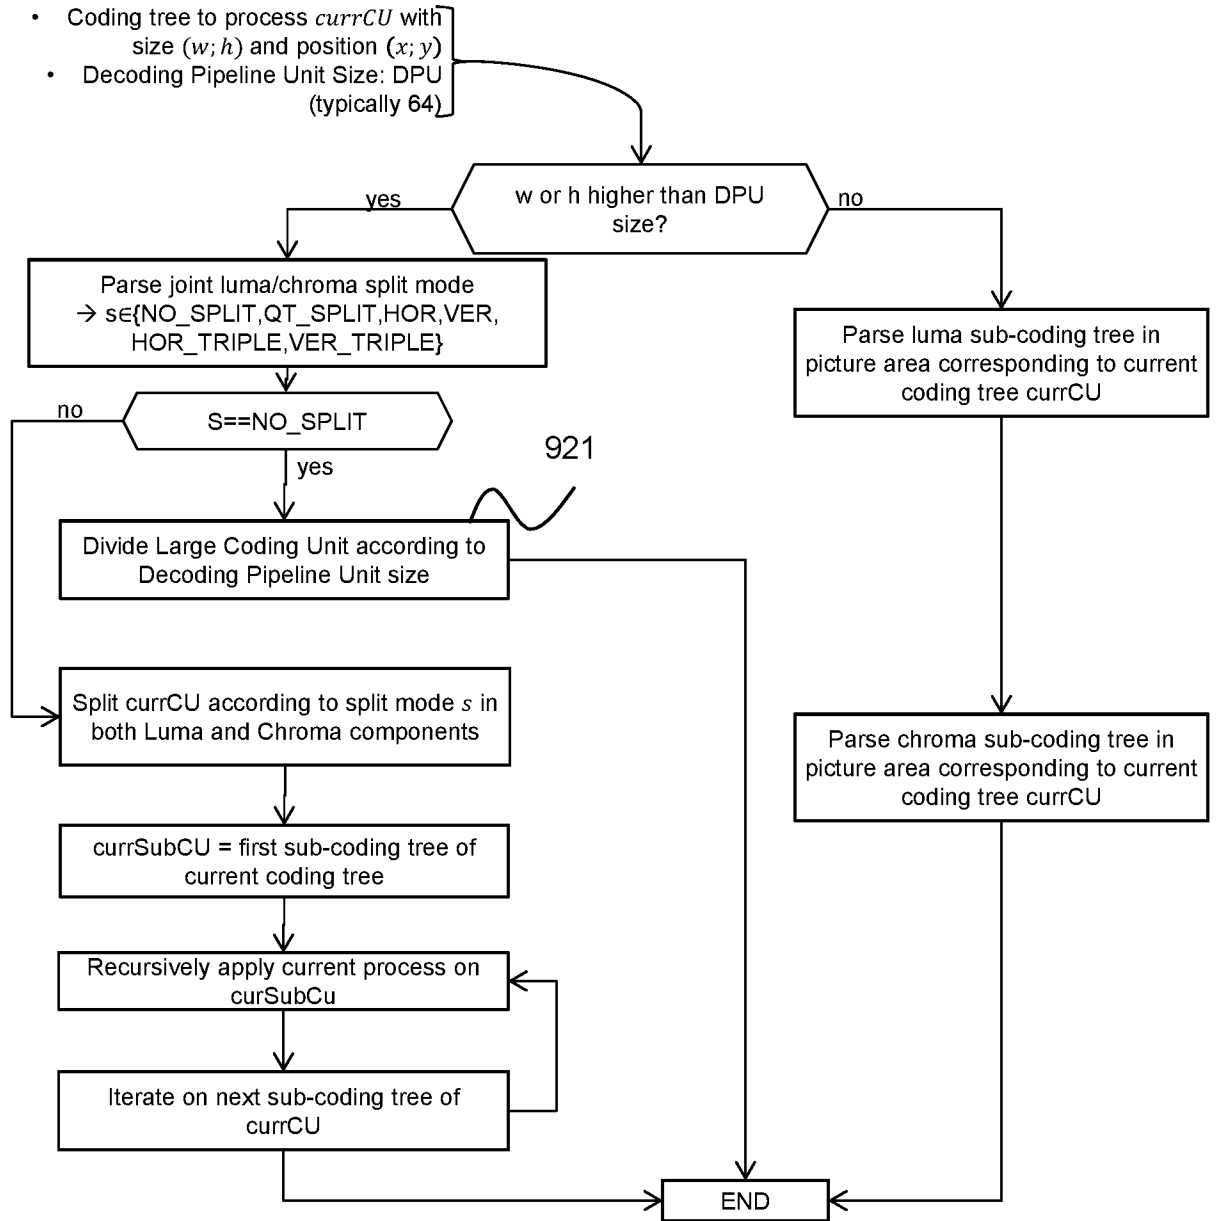 • Coding tree to process currCU with
size (w; h) and position (x; y)
• Decoding Pipeline Unit Size: DPU
(typically 64)
w or h higher than DPU
size?
yes
no
Parse joint luma/chroma split mode
→ s∈{NO_SPLIT,QT_SPLIT,HOR,VER,
HOR_TRIPLE,VER_TRIPLE}
Parse luma sub-coding tree in
picture area corresponding to current
coding tree currCU
no
S==NO_SPLIT
yes
921
Divide Large Coding Unit according to
Decoding Pipeline Unit size
Split currCU according to split mode s in
both Luma and Chroma components
Parse chroma sub-coding tree in
picture area corresponding to current
coding tree currCU
currSubCU = first sub-coding tree of
current coding tree
Recursively apply current process on
curSubCu
Iterate on next sub-coding tree of
currCU
END